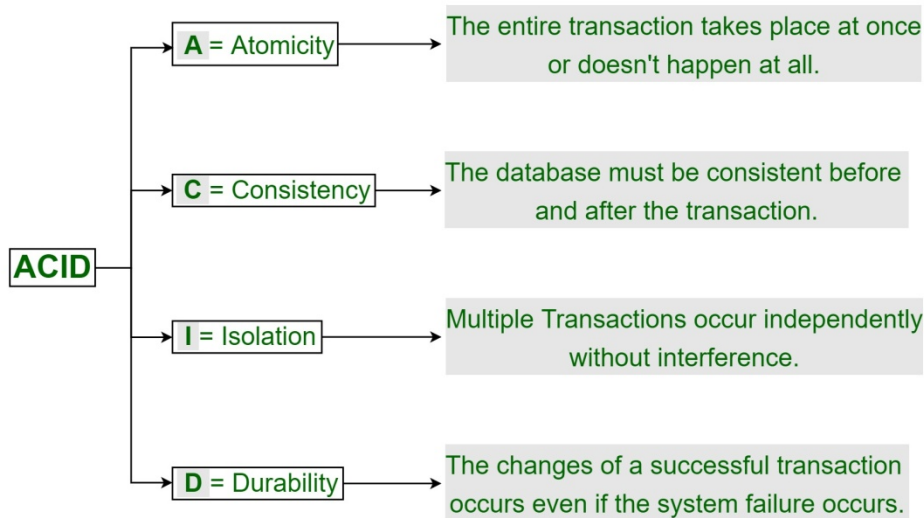 A = Atomicity
The entire transaction takes place at once
or doesn't happen at all.
C = Consistency
The database must be consistent before
and after the transaction.
ACID
I = Isolation
Multiple Transactions occur independently
without interference.
D = Durability
The changes of a successful transaction
occurs even if the system failure occurs.